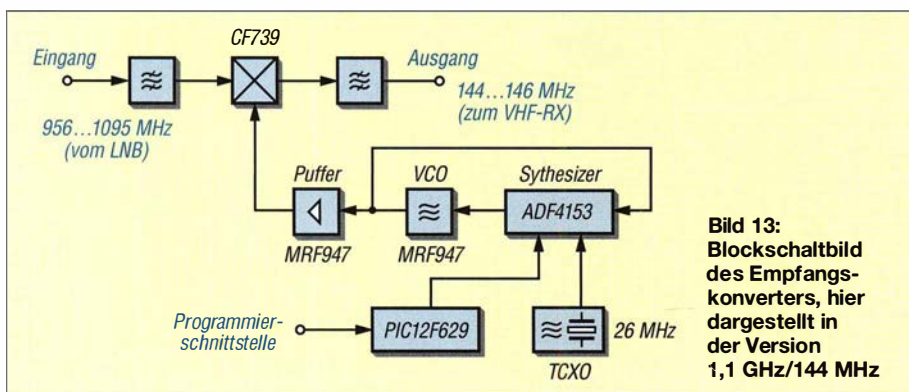 CF739
Eingang
Ausgang
956...1095 MHz
(vom LNB)
144...146 MHz
(zum VHF-RX)
Puffer
VCO
Sythesizer
ADF4153
MRF947
MRF947
Programmier-
schnittstelle
PIC12F629
26 MHz
TCXO
Bild 13:
Blockschaltbild
des Empfangs-
konverters, hier
dargestellt in
der Version
1,1 GHz/144 MHz